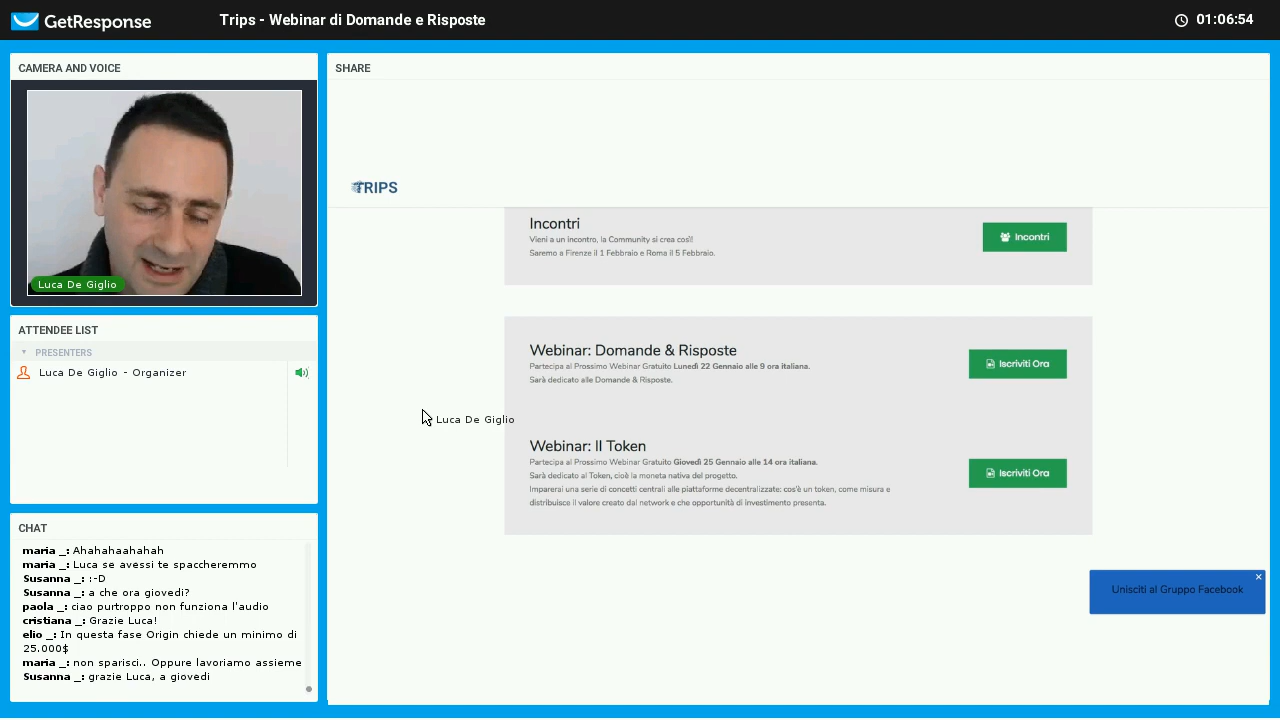 GetResponse
Trips - Webinar di Domande e Risposte
01:06:54
CAMERA AND VOICE
Luca De Giglio
ATTENDEE LIST
PRESENTERS
Luca De Giglio - Organizer
CHAT
maria _: Ahahahaahahah
maria _: Luca se avessi te spaccheremmo
Susanna _: :-D
Susanna _: a che ora giovedi?
paola _: ciao purtroppo non funziona l'audio
cristiana _: Grazie Luca!
elio _: In questa fase Origin chiede un minimo di
25.000$
maria _: non sparisci.. Oppure lavoriamo assieme
Susanna _: grazie Luca, a giovedi
SHARE
TRIPS
Incontri
Vieni a un incontro, la Community si crea così!
Saremo a Firenze il 1 Febbraio e Roma il 5 Febbraio.
Incontri
Webinar: Domande & Risposte
Partecipa al Prossimo Webinar Gratuito Lunedì 22 Gennaio alle 9 ora italiana.
Sarà dedicato alle Domande & Risposte.
Iscriviti Ora
Luca De Giglio
Webinar: Il Token
Partecipa al Prossimo Webinar Gratuito Giovedì 25 Gennaio alle 14 ora italiana.
Sarà dedicato al Token, cioè la moneta nativa del progetto.
Imparerai una serie di concetti centrali alle piattaforme decentralizzate: cos'è un token, come misura e
distribuisce il valore creato dal network e che opportunità di investimento presenta.
Iscriviti Ora
Unisciti al Gruppo Facebook